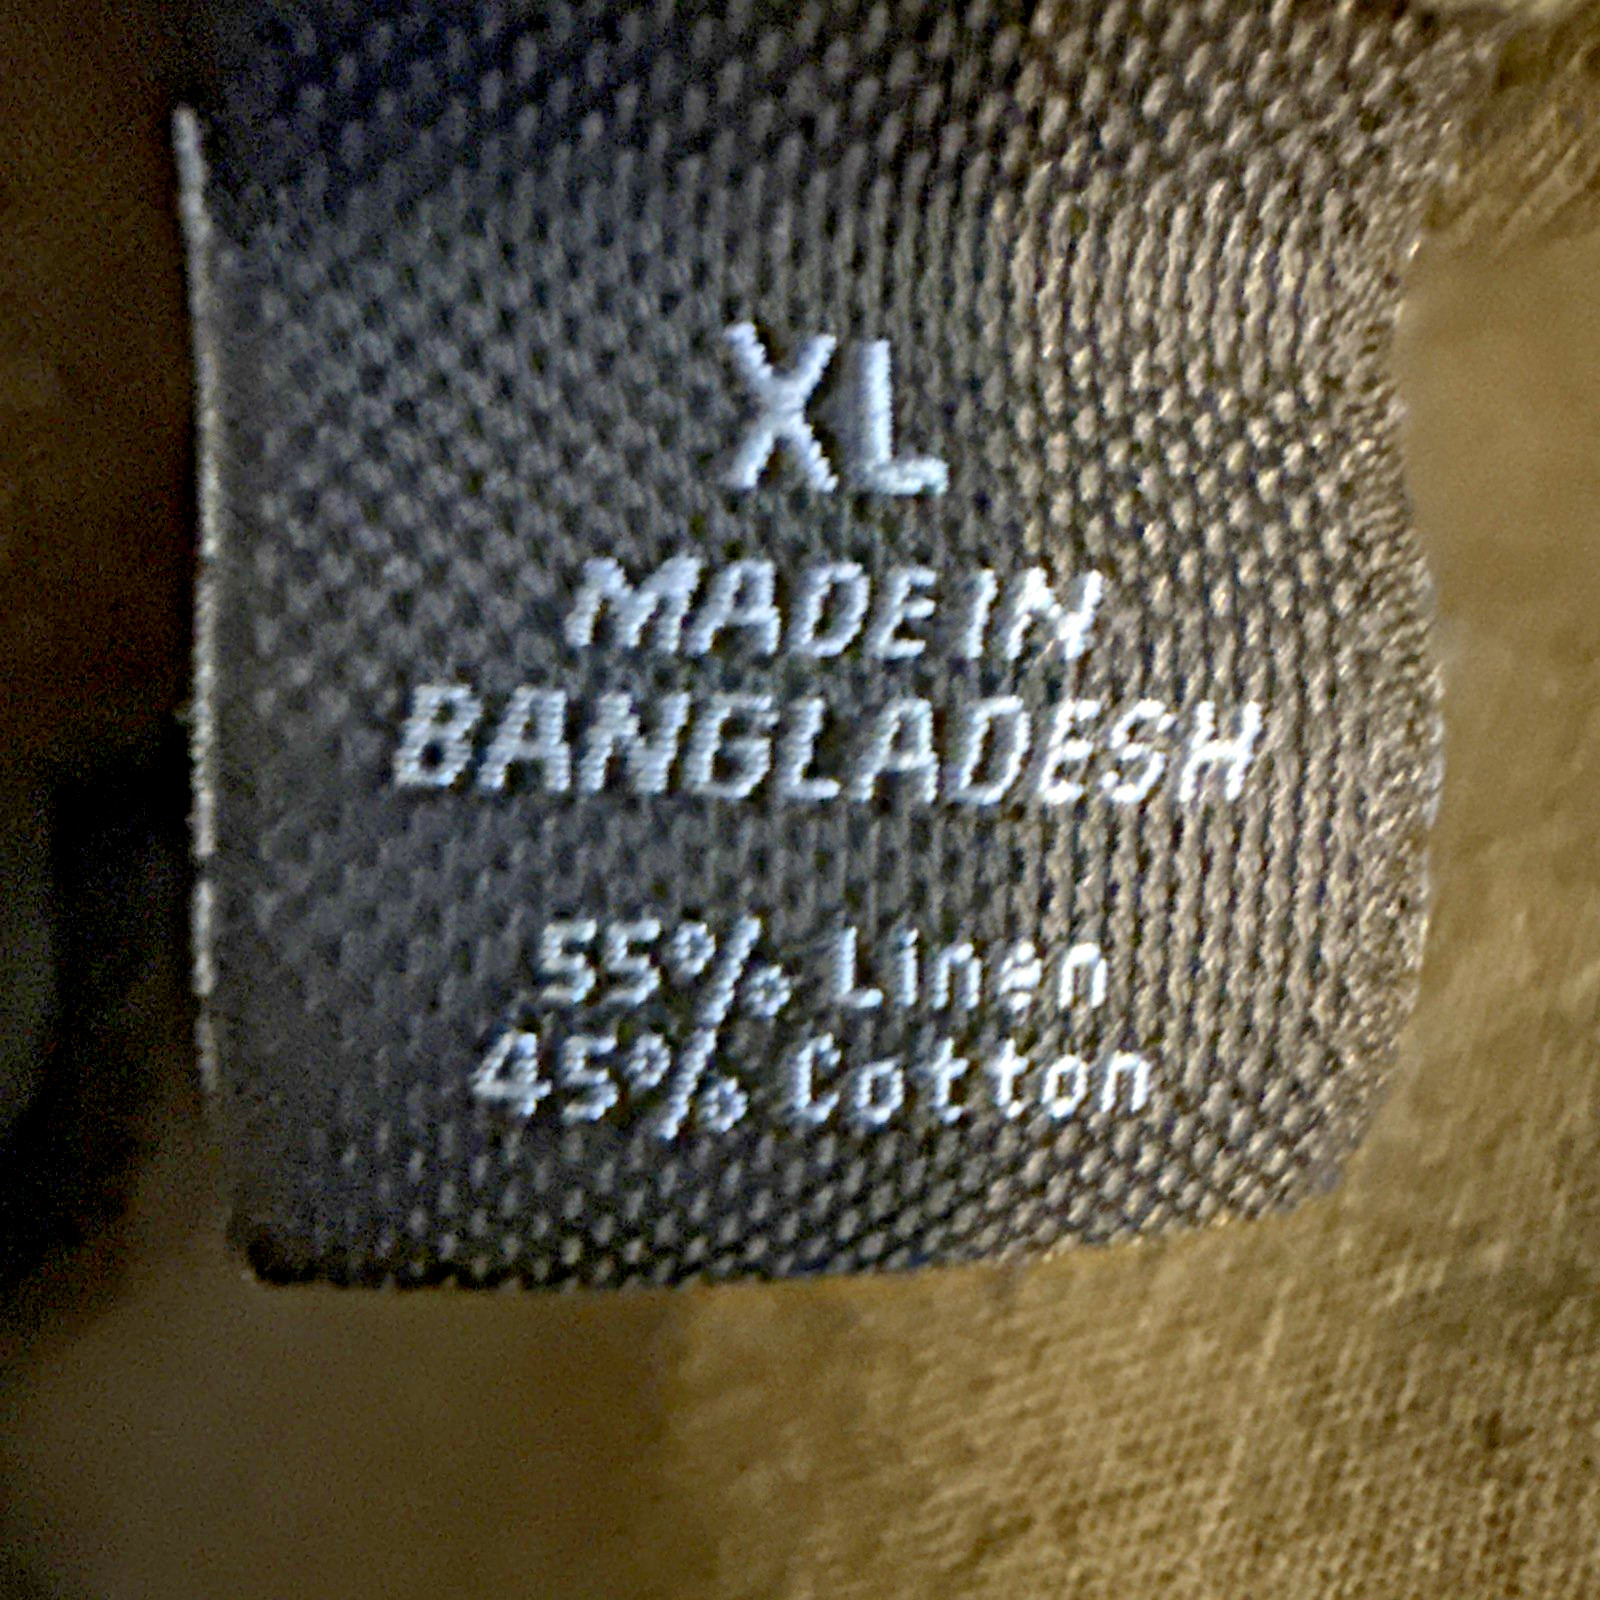 XL
MADE IN
BANGLADESH
55% Linen
45% Cotton